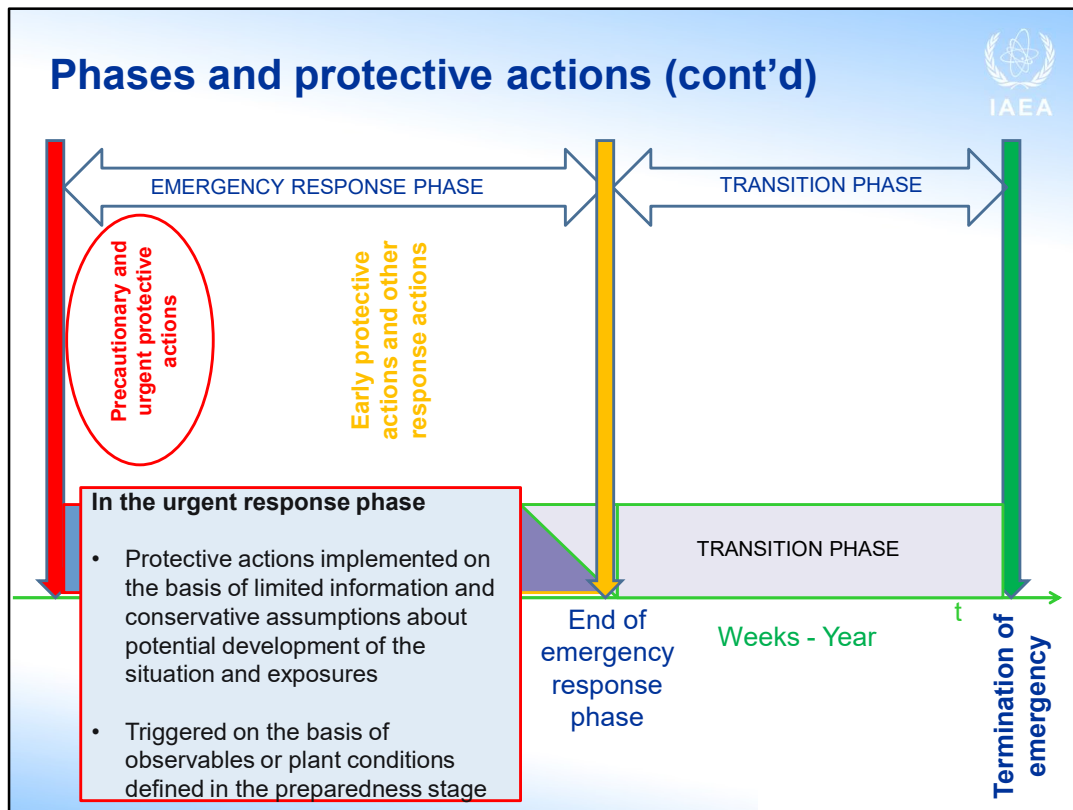 Phases and protective actions (cont’d)
IAEA
EMERGENCY RESPONSE PHASE
TRANSITION PHASE
Precautionary and
urgent protective
actions
Early protective
actions and other
response actions
In the urgent response phase
• Protective actions implemented on
the basis of limited information and
conservative assumptions about
potential development of the
situation and exposures
• Triggered on the basis of
observables or plant conditions
defined in the preparedness stage
TRANSITION PHASE
End of
emergency
response
phase
Weeks - Year
t
Termination of
emergency